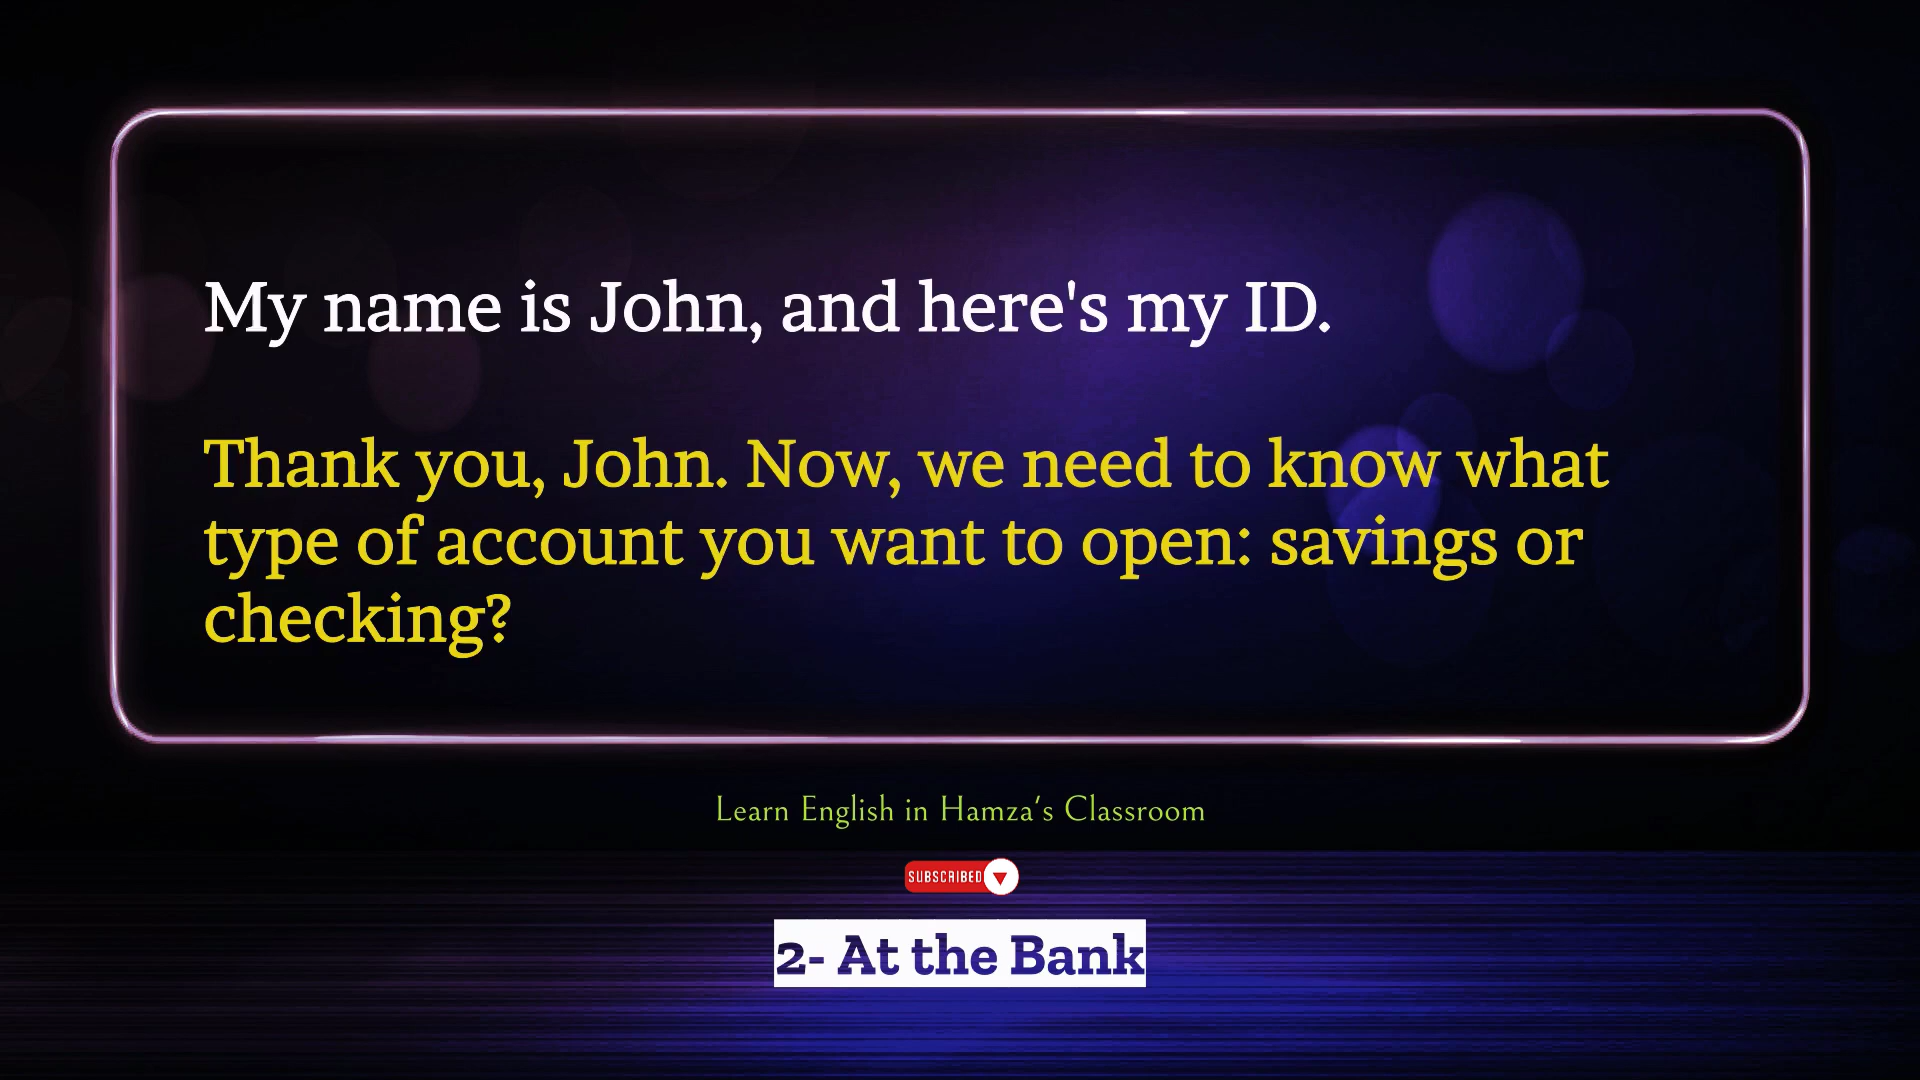 My name is John, and here's my ID.
Thank you, John. Now, we need to know what
type of account you want to open: savings or
checking?
Learn English in Hamza's Classroom
SUBSCRIBED
2- At the Bank